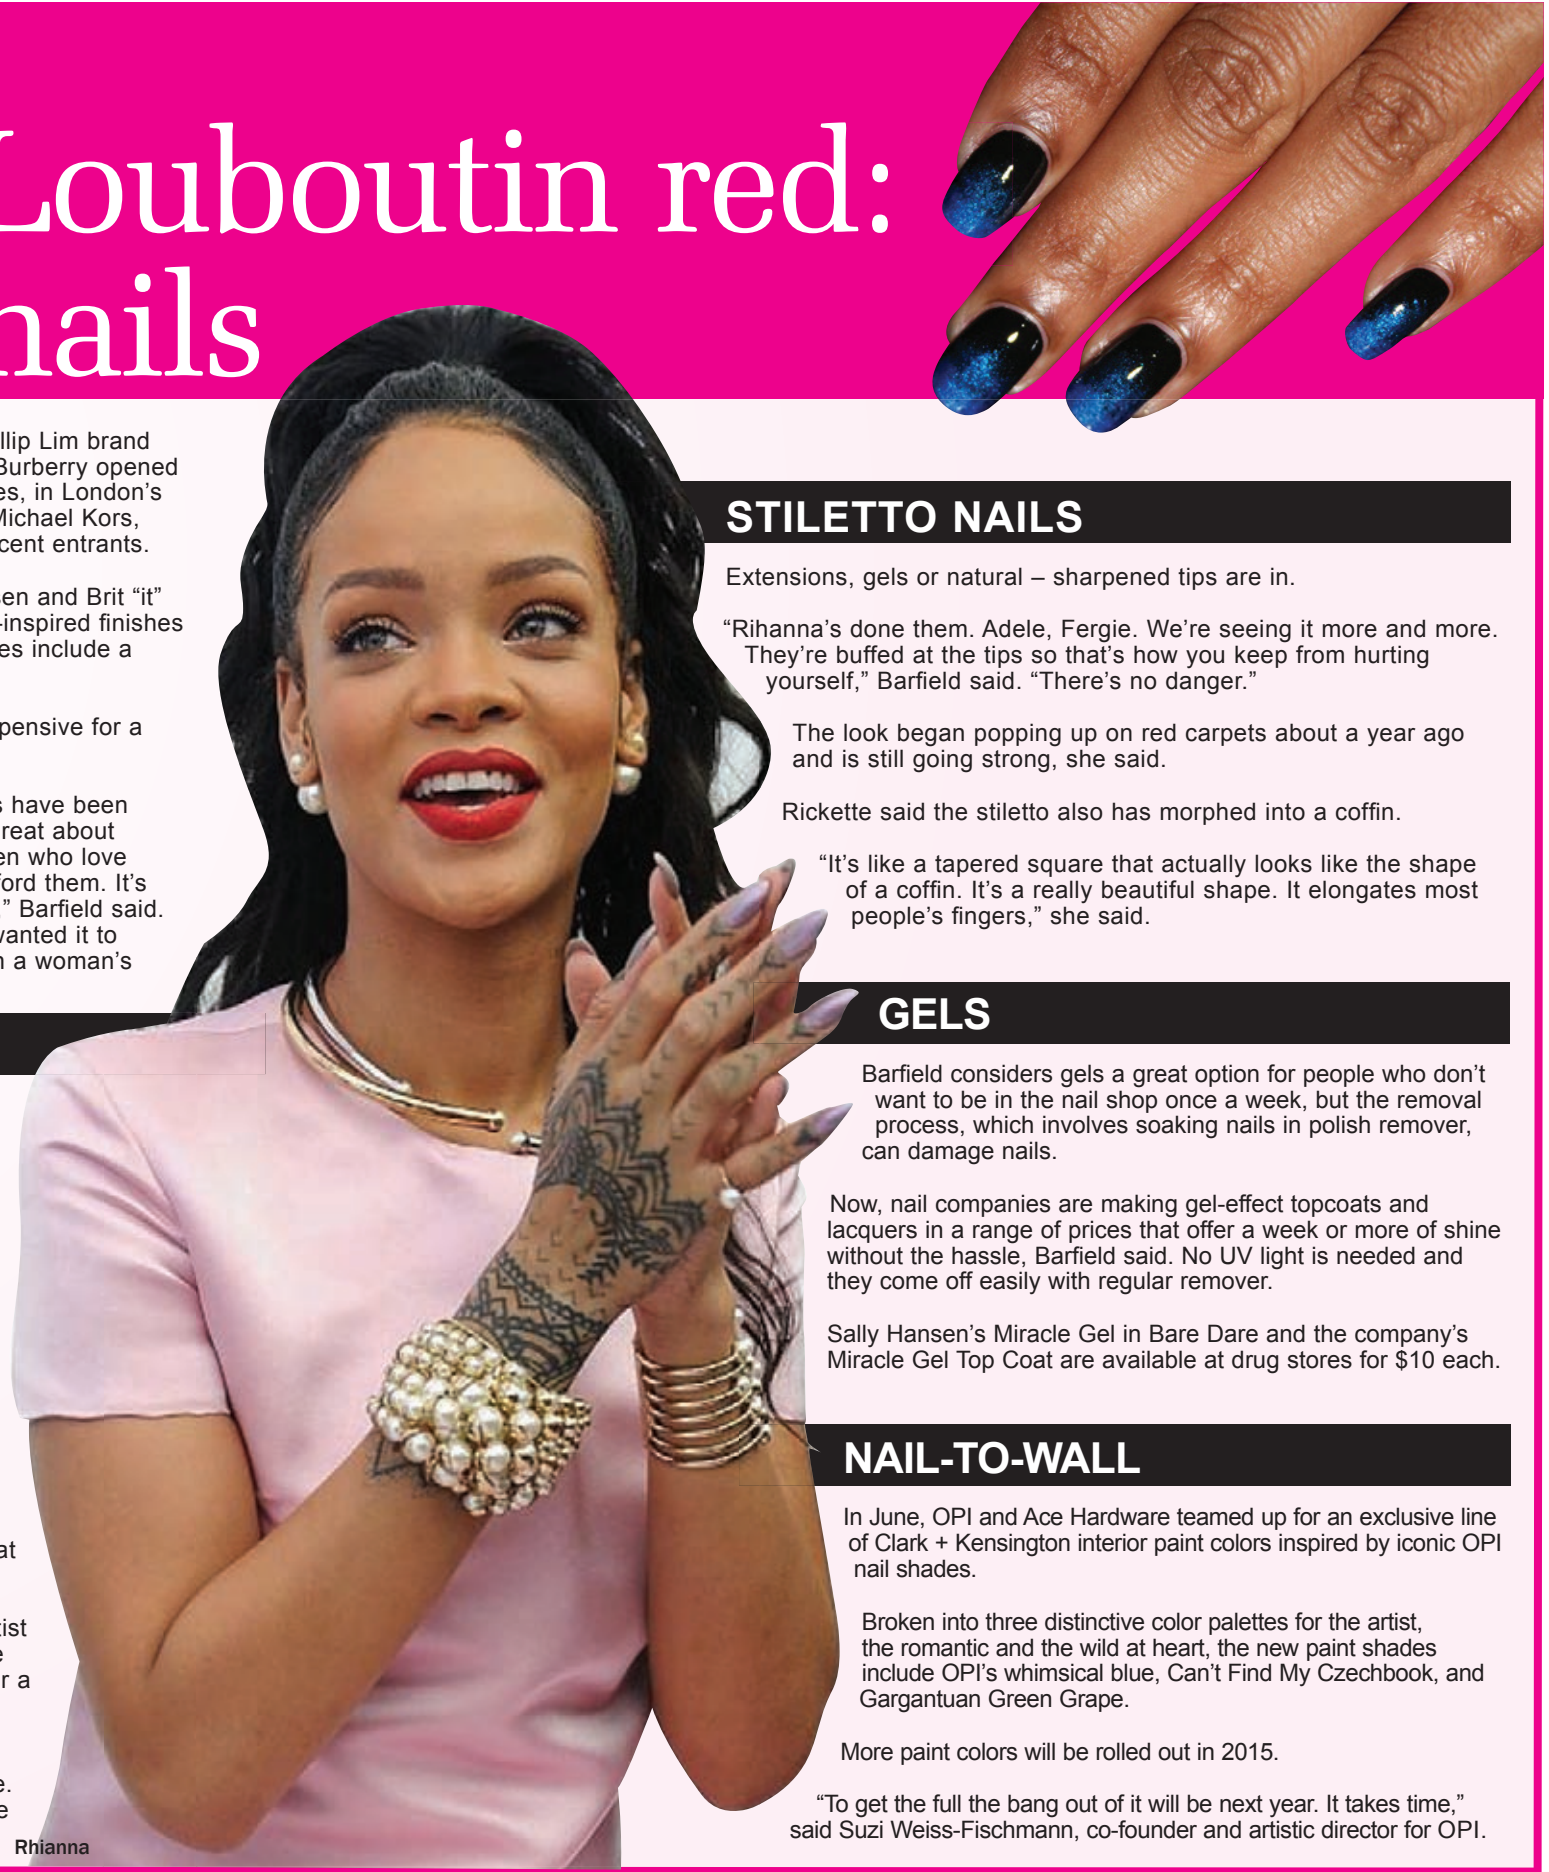 Louboutin red:
nails
llip Lim brand
Burberry opened
es, in London's
Michael Kors,
cent entrants.
sen and Brit “it”
-inspired finishes
es include a
pensive for a
s have been
reat about
en who love
ford them. It’s
.” Barfield said.
wanted it to
n a woman’s
at
tist
e
r a
e.
e
Rhianna
STILETTO NAILS
Extensions, gels or natural – sharpened tips are in.
“Rihanna’s done them. Adele, Fergie. We’re seeing it more and more.
They’re buffed at the tips so that’s how you keep from hurting
yourself,” Barfield said. “There’s no danger.”
The look began popping up on red carpets about a year ago
and is still going strong, she said.
Rickette said the stiletto also has morphed into a coffin.
“It’s like a tapered square that actually looks like the shape
of a coffin. It’s a really beautiful shape. It elongates most
people’s fingers,” she said.
GELS
Barfield considers gels a great option for people who don’t
want to be in the nail shop once a week, but the removal
process, which involves soaking nails in polish remover,
can damage nails.
Now, nail companies are making gel-effect topcoats and
lacquers in a range of prices that offer a week or more of shine
without the hassle, Barfield said. No UV light is needed and
they come off easily with regular remover.
Sally Hansen’s Miracle Gel in Bare Dare and the company’s
Miracle Gel Top Coat are available at drug stores for $10 each.
NAIL-TO-WALL
In June, OPI and Ace Hardware teamed up for an exclusive line
of Clark + Kensington interior paint colors inspired by iconic OPI
nail shades.
Broken into three distinctive color palettes for the artist,
the romantic and the wild at heart, the new paint shades
include OPI’s whimsical blue, Can’t Find My Czechbook, and
Gargantuan Green Grape.
More paint colors will be rolled out in 2015.
“To get the full the bang out of it will be next year. It takes time,”
said Suzi Weiss-Fischmann, co-founder and artistic director for OPI.